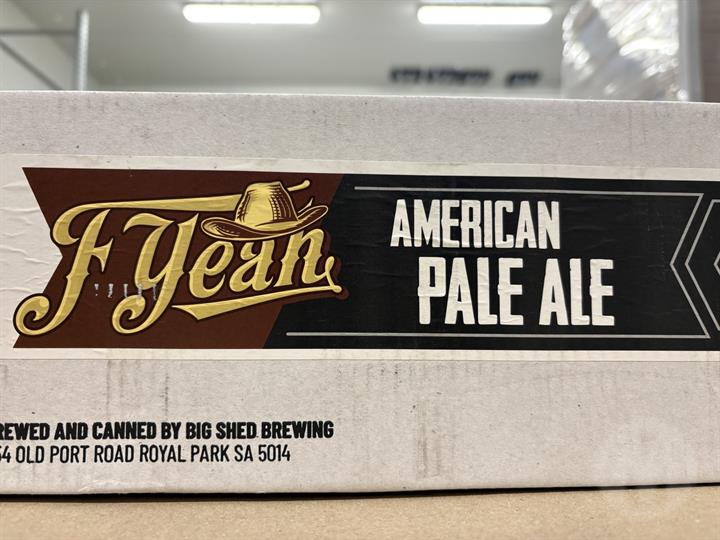 F Yeah
AMERICAN
PALE ALE
REWED AND CANNED BY BIG SHED BREWING
54 OLD PORT ROAD ROYAL PARK SA 5014